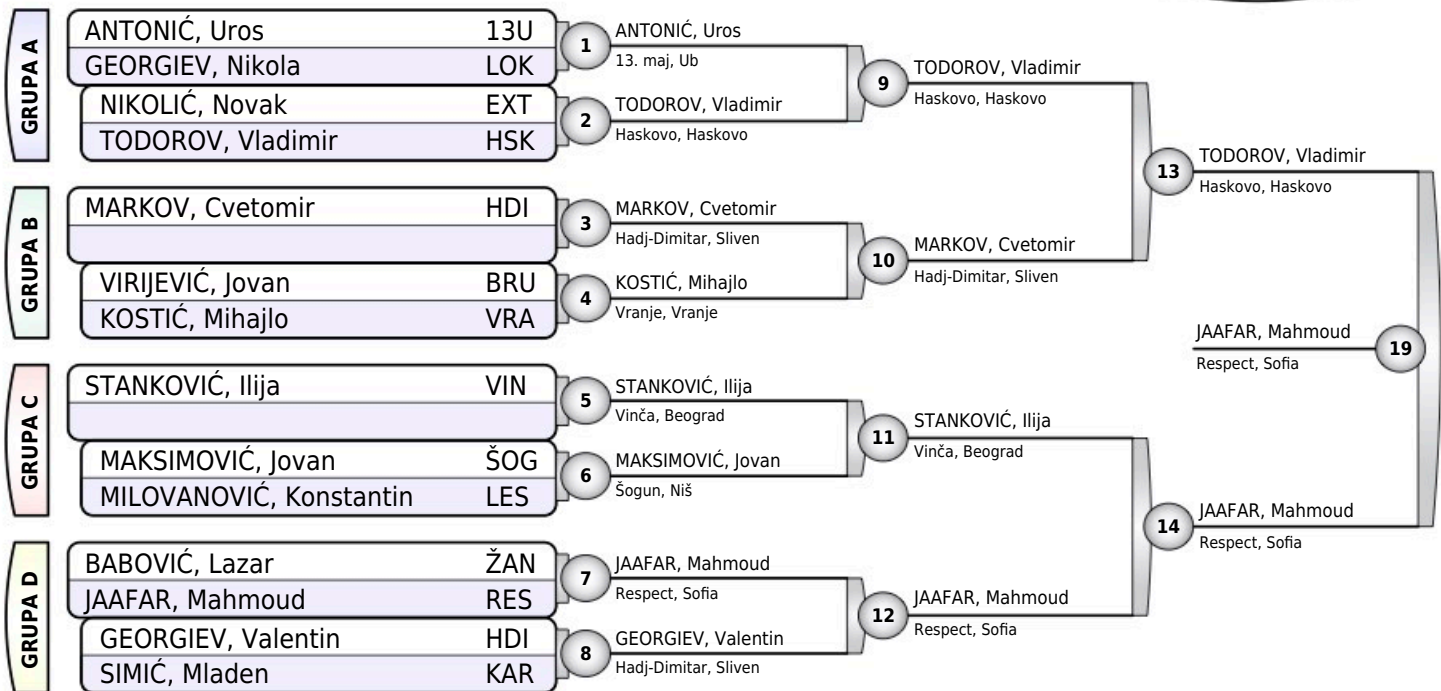 GRUPA A
ANTONIĆ, Uros 13U
GEORGIEV, Nikola LOK
NIKOLIĆ, Novak EXT
TODOROV, Vladimir HSK
GRUPA B
MARKOV, Cvetomir HDI
VIRIJEVIĆ, Jovan BRU
KOSTIĆ, Mihajlo VRA
GRUPA C
STANKOVIĆ, Ilija VIN
MAKSIMOVIĆ, Jovan ŠOG
MILOVANOVIĆ, Konstantin LES
GRUPA D
BABOVIĆ, Lazar ŽAN
JAAFAR, Mahmoud RES
GEORGIEV, Valentin HDI
SIMIĆ, Mladen KAR
1 ANTONIĆ, Uros
13. maj, Ub
2 TODOROV, Vladimir
Haskovo, Haskovo
3 MARKOV, Cvetomir
Hadj-Dimitar, Sliven
4 KOSTIĆ, Mihajlo
Vranje, Vranje
5 STANKOVIĆ, Ilija
Vinča, Beograd
6 MAKSIMOVIĆ, Jovan
Šogun, Niš
7 JAAFAR, Mahmoud
Respect, Sofia
8 GEORGIEV, Valentin
Hadj-Dimitar, Sliven
9 TODOROV, Vladimir
Haskovo, Haskovo
10 MARKOV, Cvetomir
Hadj-Dimitar, Sliven
11 STANKOVIĆ, Ilija
Vinča, Beograd
12 JAAFAR, Mahmoud
Respect, Sofia
13 TODOROV, Vladimir
Haskovo, Haskovo
14 JAAFAR, Mahmoud
Respect, Sofia
JAAFAR, Mahmoud 19
Respect, Sofia